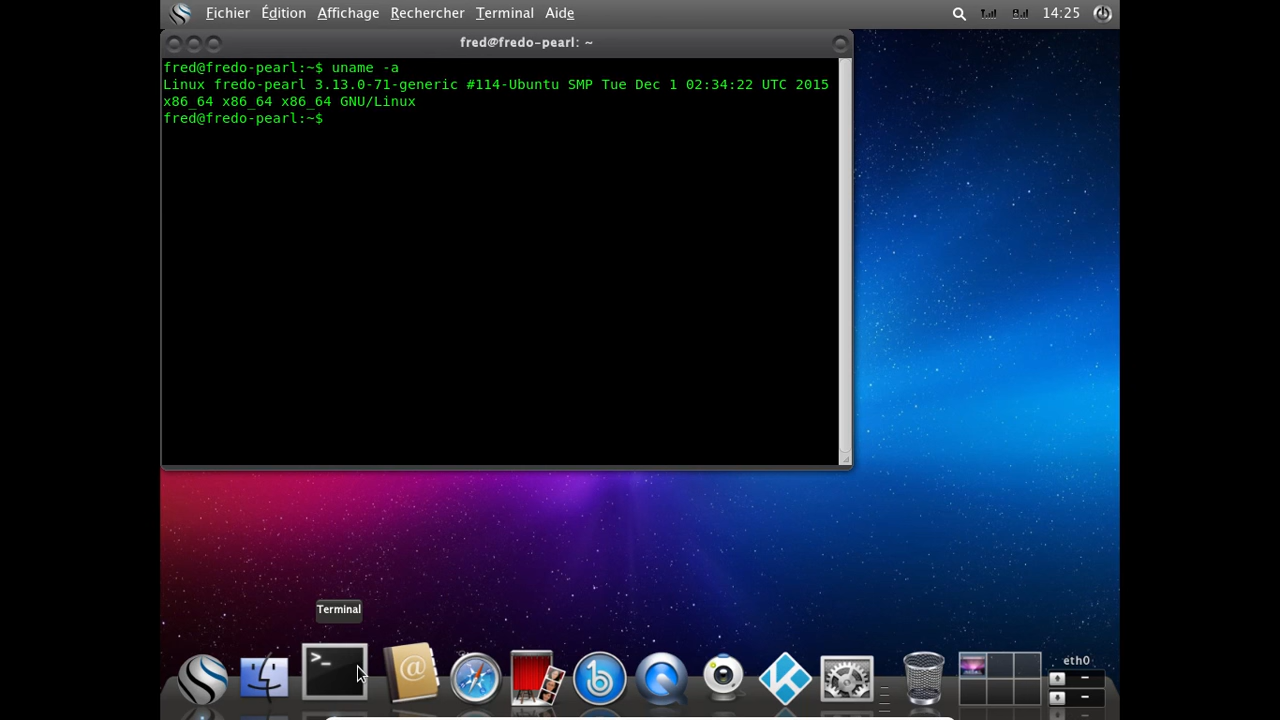 Fichier Édition Affichage Rechercher Terminal Aide 14:25
fred@fredo-pearl: ~
fred@fredo-pearl:~$ uname -a
Linux fredo-pearl 3.13.0-71-generic #114-Ubuntu SMP Tue Dec 1 02:34:22 UTC 2015
x86_64 x86_64 x86_64 GNU/Linux
fred@fredo-pearl:~$
Terminal
>_
@
eth0